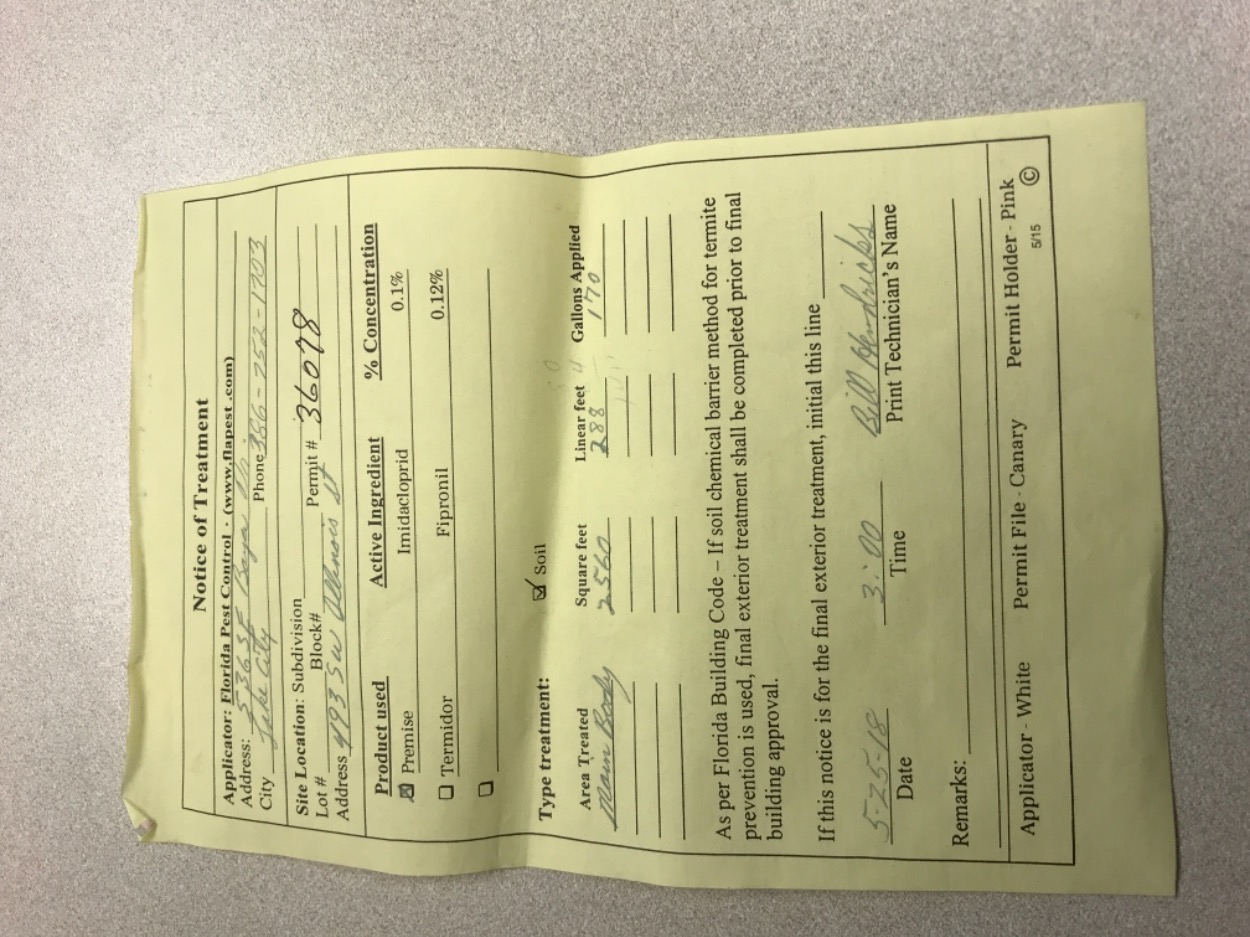 Notice of Treatment
Applicator: Florida Pest Control · (www.flapest .com)
Address: 536 SE Baya Dr.
City Lake City Phone 386-752-1703
Site Location: Subdivision
Lot # Block# Permit # 36078
Address 493 SW Illinois St
Product used Active Ingredient % Concentration
☒ Premise Imidacloprid 0.1%
☐ Termidor Fipronil 0.12%
☐
Type treatment: ☑ Soil
Area Treated Square feet Linear feet Gallons Applied
Main Body 2560 288 170
As per Florida Building Code – If soil chemical barrier method for termite
prevention is used, final exterior treatment shall be completed prior to final
building approval.
If this notice is for the final exterior treatment, initial this line
5-25-18 3:00 Bill Hendricks
Date Time Print Technician's Name
Remarks:
Applicator - White Permit File - Canary Permit Holder - Pink
5/15 ©